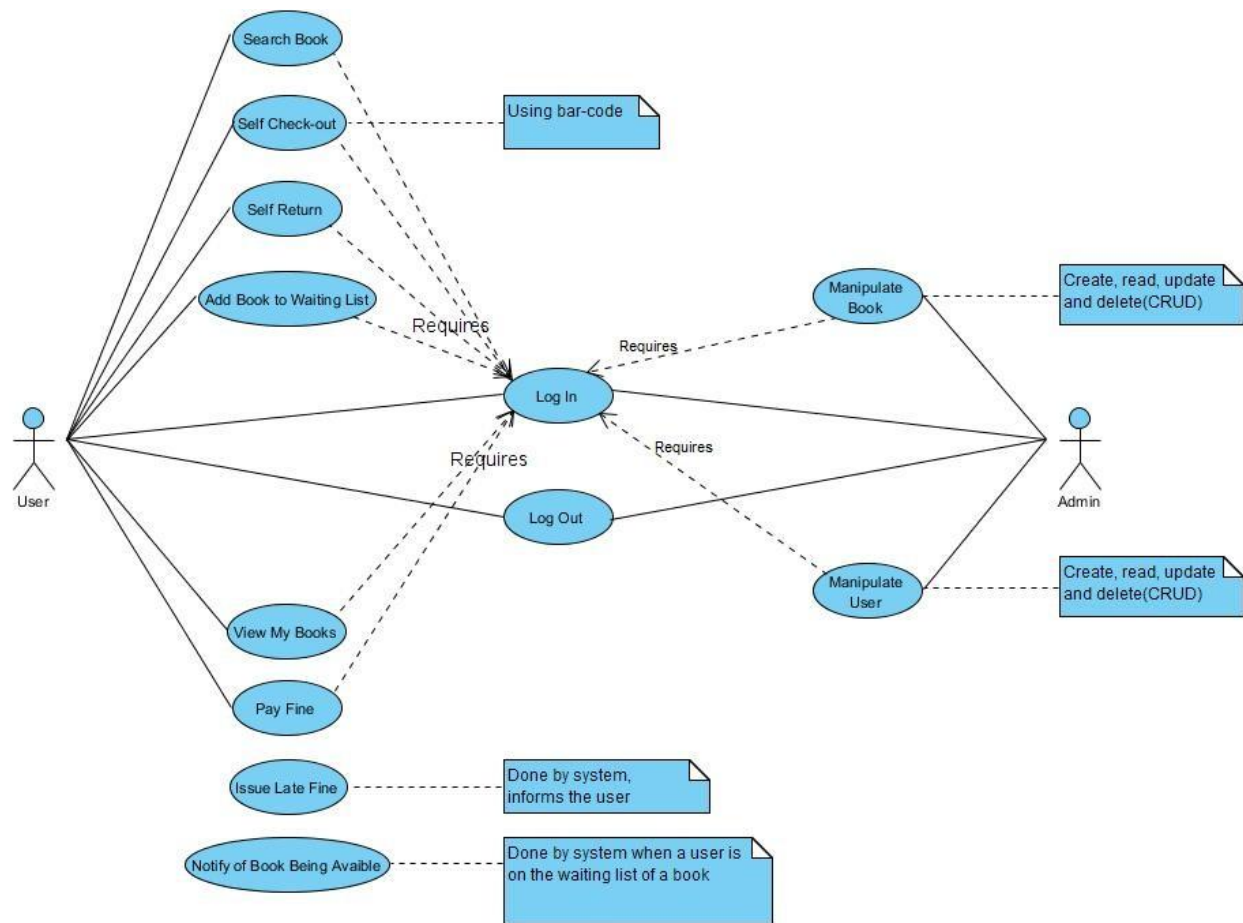 Search Book
Self Check-out
Using bar-code
Self Return
Add Book to Waiting List
Requires
Manipulate
Book
Create, read, update
and delete(CRUD)
Requires
Log In
Requires
Requires
User
Admin
Log Out
Manipulate
User
Create, read, update
and delete(CRUD)
View My Books
Pay Fine
Issue Late Fine
Done by system,
informs the user
Notify of Book Being Avaible
Done by system when a user is
on the waiting list of a book